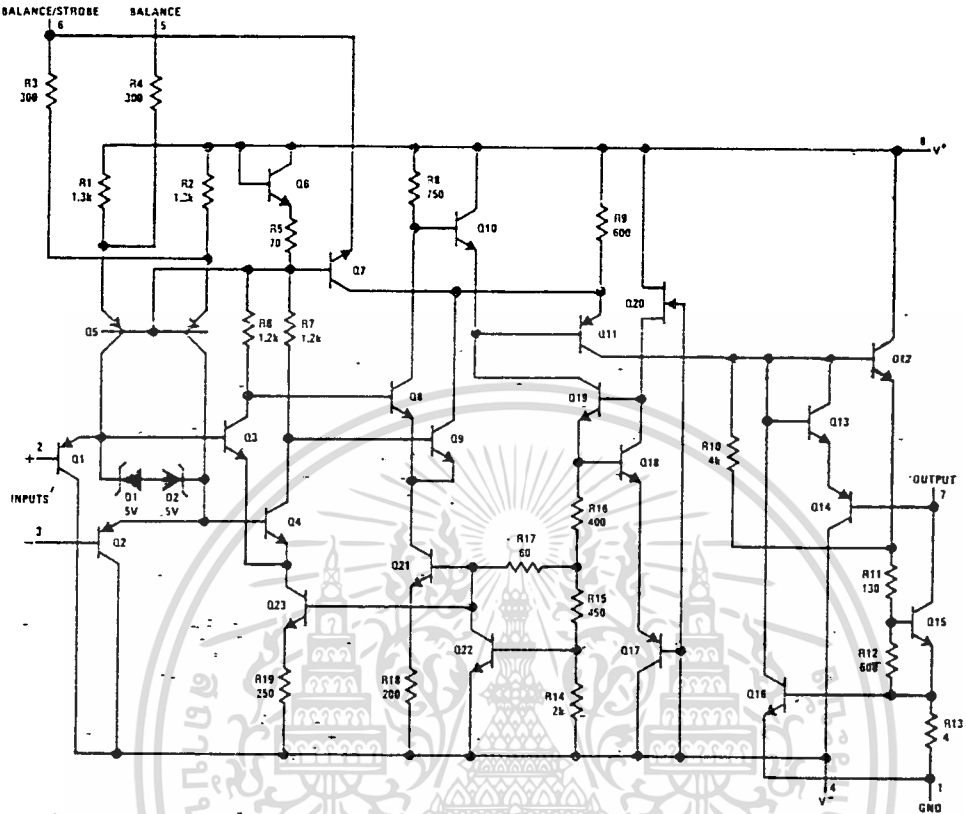 BALANCE/STROBE
6
BALANCE
5
R3
300
R4
300
8
V+
R1
1.3k
R2
Q6
R5
70
R8
750
Q10
R9
600
Q7
Q5
R6
1.2k
R7
1.2k
Q20
Q11
Q12
Q8
Q19
Q13
R10
4k
2
+
Q1
Q3
D1
5V
D2
5V
INPUTS
Q9
Q18
OUTPUT
7
Q14
R16
400
3
−
Q2
Q4
R17
60
Q21
R11
130
R15
450
Q15
Q23
Q22
Q17
R12
600
R19
250
R18
200
R14
2k
Q16
R13
4
4
V−
1
GND